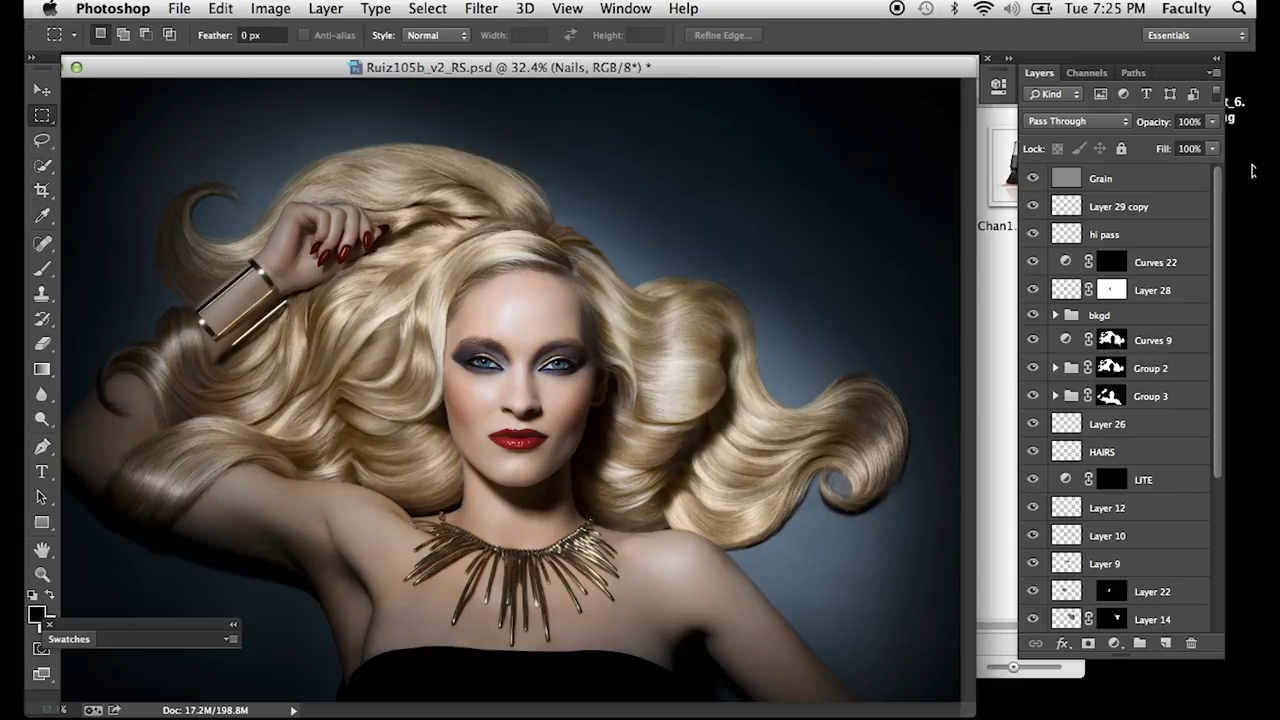 Photoshop File Edit Image Layer Type Select Filter 3D View Window Help Tue 7:25 PM Faculty
Feather: 0 px Anti-alias Style: Normal Width: Height: Refine Edge... Essentials
Ruiz105b_v2_RS.psd @ 32.4% (Nails, RGB/8*) *
Layers Channels Paths
Kind
Pass Through Opacity: 100%
Lock: Fill: 100%
Grain
Layer 29 copy
hi pass
Curves 22
Layer 28
bkgd
Curves 9
Group 2
Group 3
Layer 26
HAIRS
LITE
Layer 12
Layer 10
Layer 9
Layer 22
Layer 14
fx
t_6.
ng
Chan1.
Swatches
Doc: 17.2M/198.8M